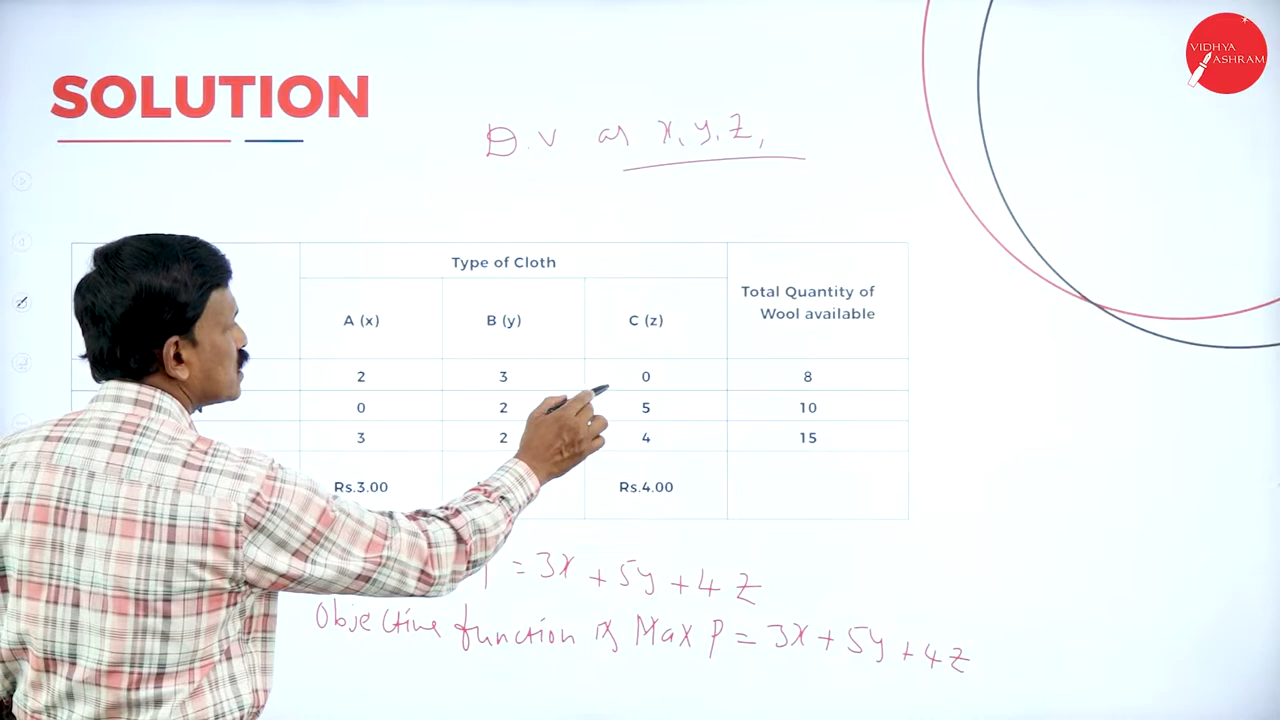 VIDHYA
ASHRAM
SOLUTION
D.V as x, y, z,
Type of Cloth
Total Quantity of
Wool available
A (x) B (y) C (z)
2 3 0 8
0 2 5 10
3 2 4 15
Rs.3.00 Rs.4.00
= 3x + 5y + 4z
Objective function is Max P = 3x + 5y + 4z